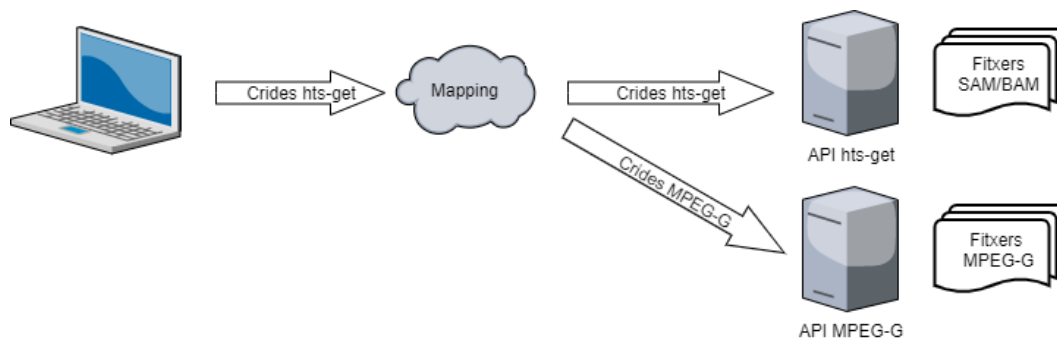 Crides hts-get
Mapping
Crides hts-get
Fitxers
SAM/BAM
API hts-get
Crides MPEG-G
Fitxers
MPEG-G
API MPEG-G